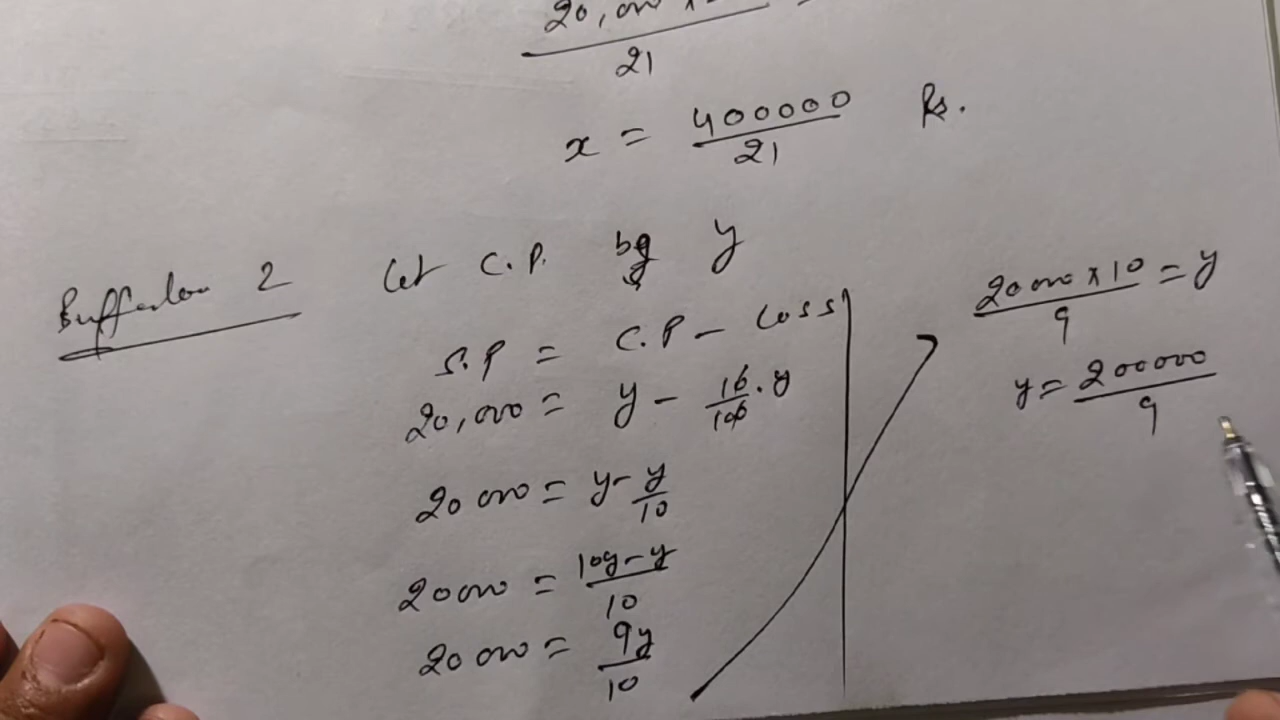 20,000 x
21
x = 400000/21 Rs.
Buffaloo 2 Let C.P. be y
S.P = C.P - Loss
20,000 = y - 10/100 . y
20000 = y - y/10
20000 = 10y - y/10
20000 = 9y/10
20000 x 10/9 = y
y = 200000/9